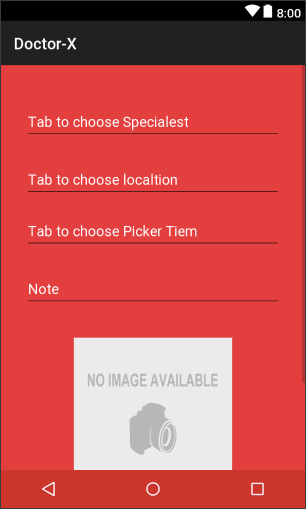 8:00
Doctor-X
Tab to choose Specialest
Tab to choose localtion
Tab to choose Picker Tiem
Note
NO IMAGE AVAILABLE